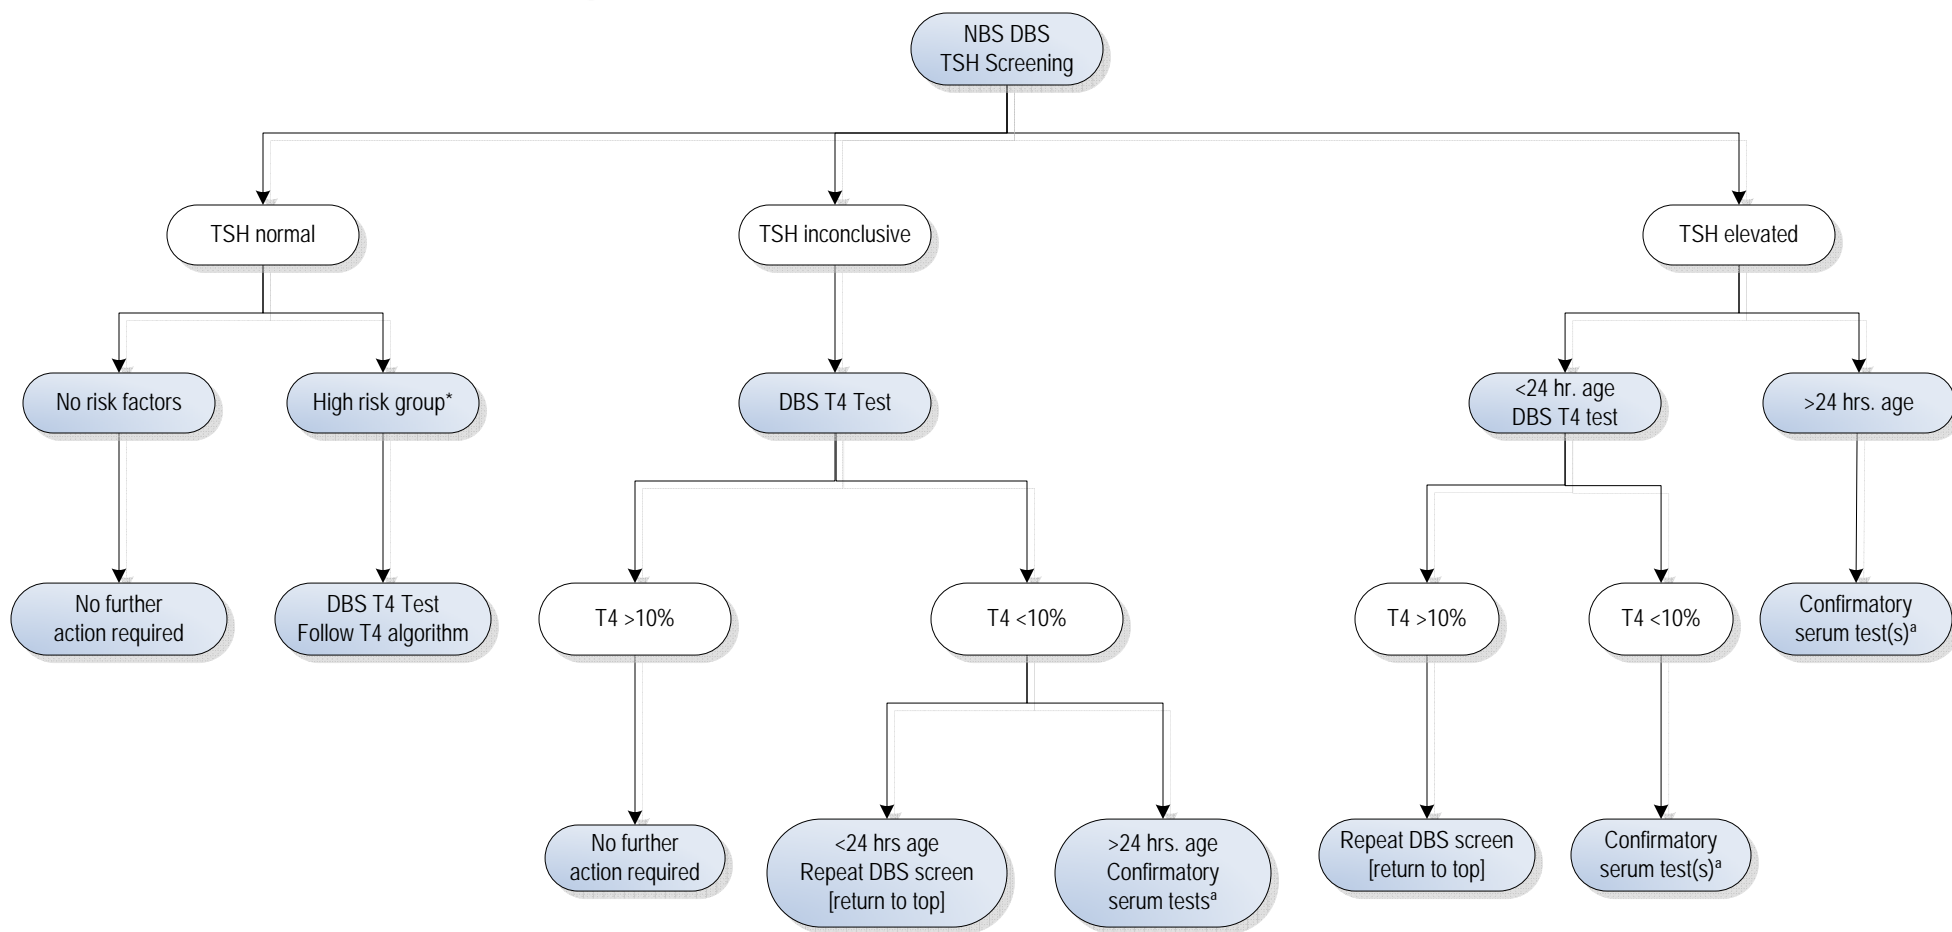 NBS DBS
TSH Screening
TSH normal
TSH inconclusive
TSH elevated
No risk factors
High risk group*
DBS T4 Test
<24 hr. age
DBS T4 test
>24 hrs. age
No further
action required
DBS T4 Test
Follow T4 algorithm
T4 >10%
T4 <10%
T4 >10%
T4 <10%
Confirmatory
serum test(s)ª
No further
action required
<24 hrs age
Repeat DBS screen
[return to top]
>24 hrs. age
Confirmatory
serum testsª
Repeat DBS screen
[return to top]
Confirmatory
serum test(s)ª